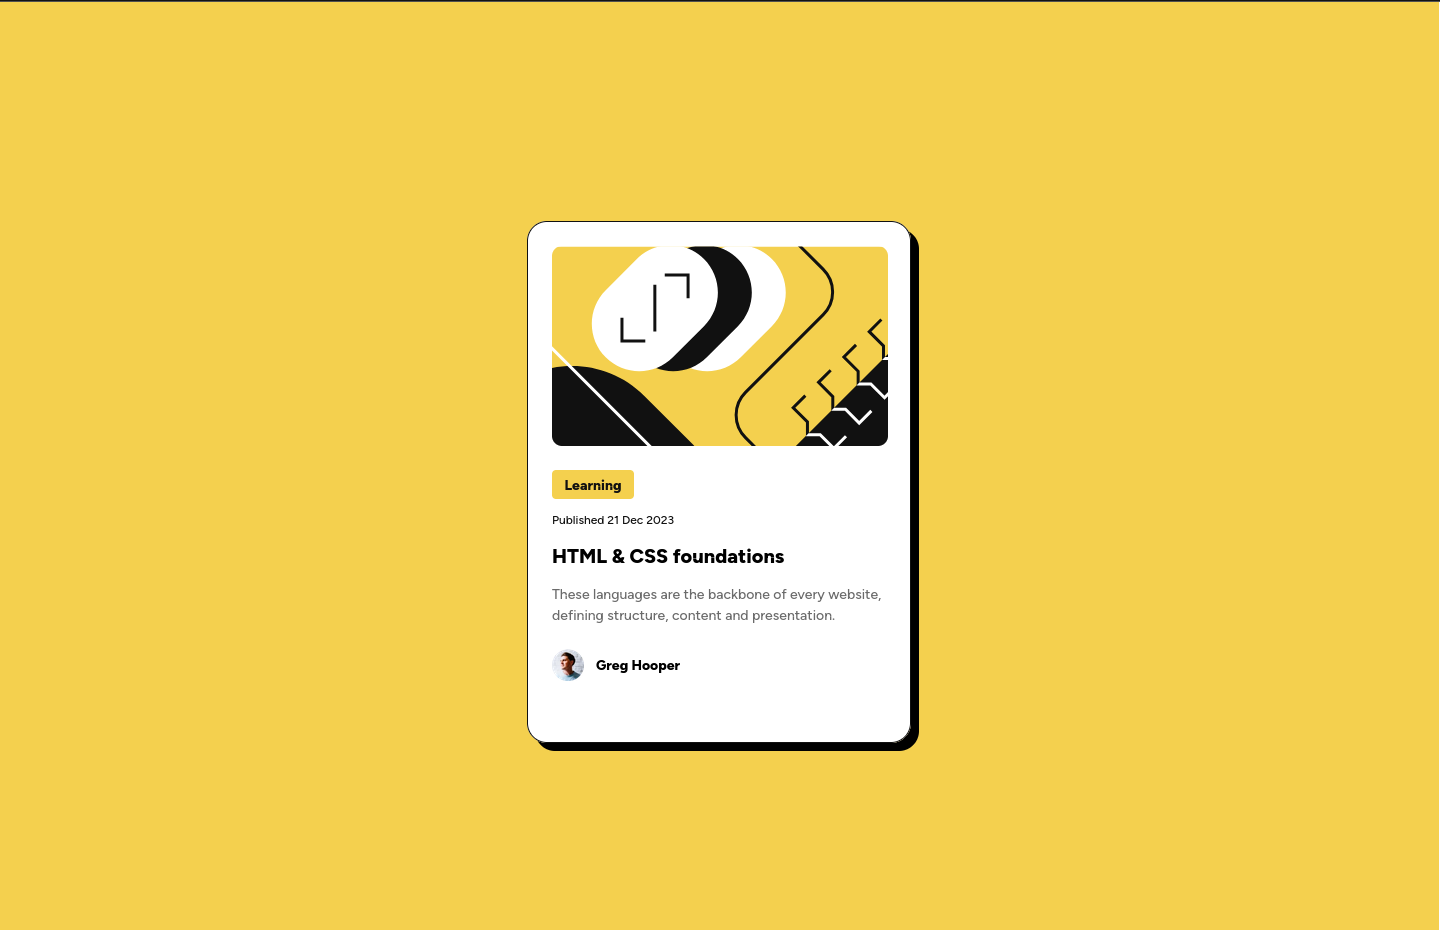 Learning
Published 21 Dec 2023
HTML & CSS foundations
These languages are the backbone of every website,
defining structure, content and presentation.
Greg Hooper